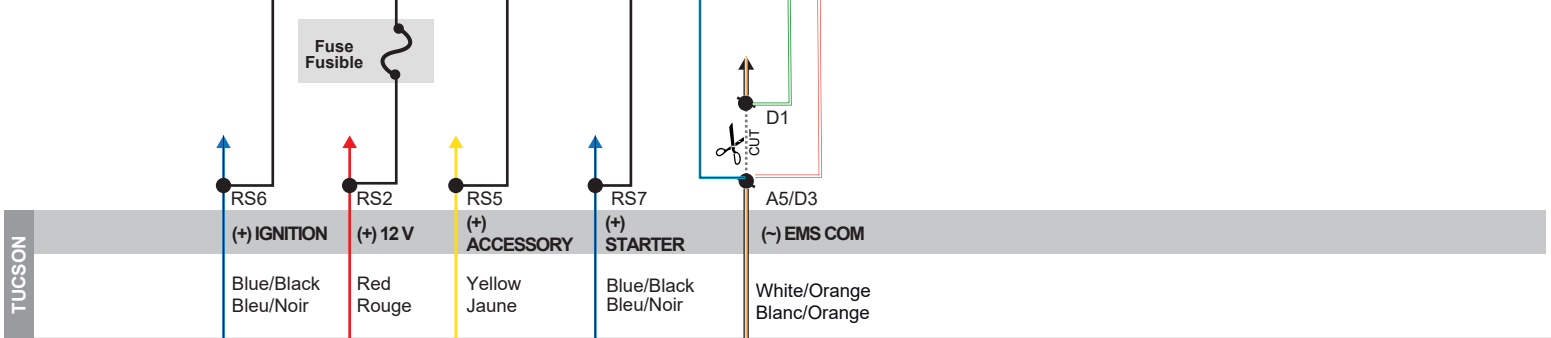 Fuse
Fusible
D1
CUT
RS6
RS2
RS5
RS7
A5/D3
TUCSON
(+) IGNITION
(+) 12 V
(+)
ACCESSORY
(+)
STARTER
(~) EMS COM
Blue/Black
Bleu/Noir
Red
Rouge
Yellow
Jaune
Blue/Black
Bleu/Noir
White/Orange
Blanc/Orange